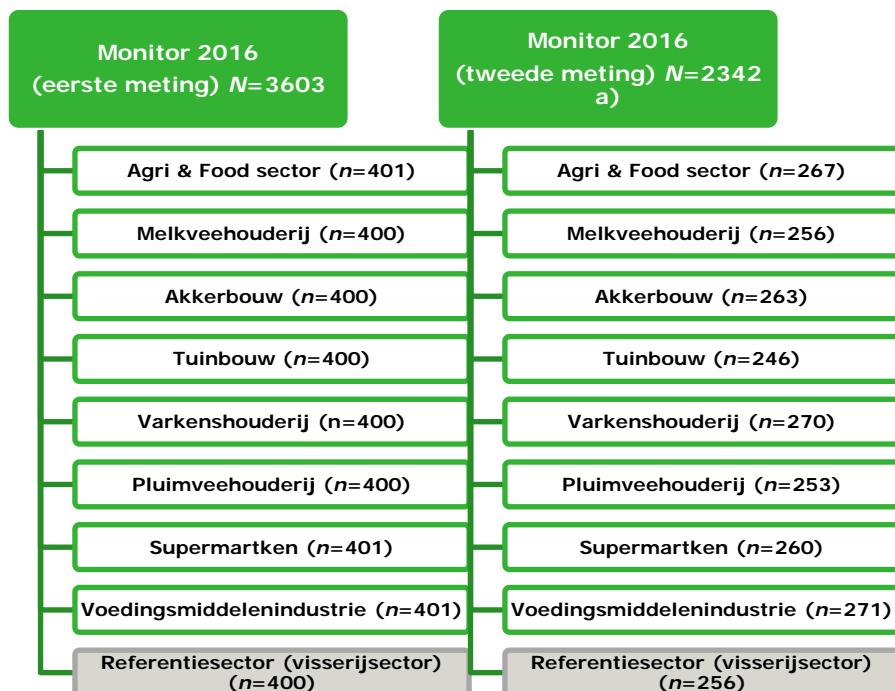 Monitor 2016
(eerste meting) N=3603
Agri & Food sector (n=401)
Melkveehouderij (n=400)
Akkerbouw (n=400)
Tuinbouw (n=400)
Varkenshouderij (n=400)
Pluimveehouderij (n=400)
Supermartken (n=401)
Voedingsmiddelenindustrie (n=401)
Referentiesector (visserijsector)
(n=400)
Monitor 2016
(tweede meting) N=2342
a)
Agri & Food sector (n=267)
Melkveehouderij (n=256)
Akkerbouw (n=263)
Tuinbouw (n=246)
Varkenshouderij (n=270)
Pluimveehouderij (n=253)
Supermartken (n=260)
Voedingsmiddelenindustrie (n=271)
Referentiesector (visserijsector)
(n=256)